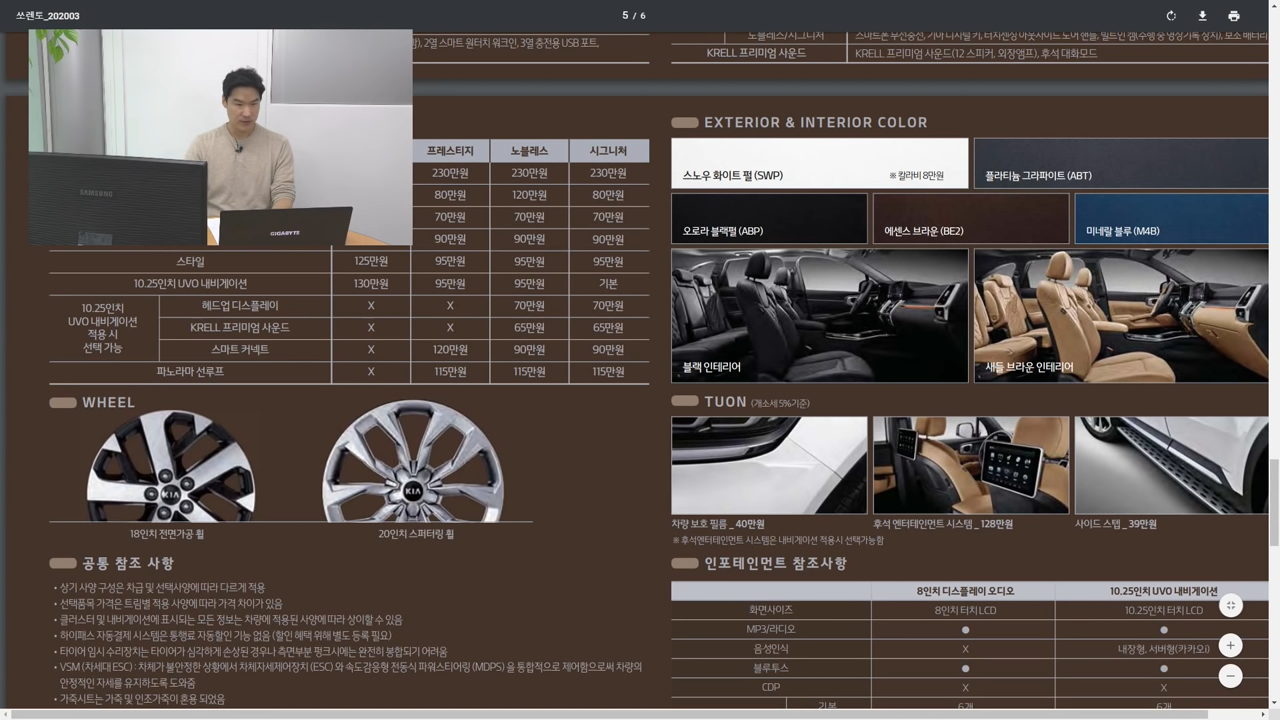 쏘렌토_202003
5 / 6
2열 스마트 원터치 워크인, 3열 충전용 USB 포트,
노블레스/시그니처
KRELL 프리미엄 사운드
KRELL 프리미엄 사운드(12 스피커, 외장앰프), 후석 대화모드
SAMSUNG
GIGABYTE
프레스티지 노블레스 시그니처
230만원 230만원 230만원
80만원 120만원 80만원
70만원 70만원 70만원
90만원 90만원 90만원
스타일 125만원 95만원 95만원 95만원
10.25인치 UVO 내비게이션 130만원 95만원 95만원 기본
10.25인치
UVO 내비게이션
적용 시
선택 가능
헤드업 디스플레이 X X 70만원 70만원
KRELL 프리미엄 사운드 X X 65만원 65만원
스마트 커넥트 X 120만원 90만원 90만원
파노라마 선루프 X 115만원 115만원 115만원
WHEEL
KIA
KIA
18인치 전면가공 휠
20인치 스퍼터링 휠
공통 참조 사항
• 상기 사양 구성은 차급 및 선택사양에 따라 다르게 적용
• 선택품목 가격은 트림별 적용 사양에 따라 가격 차이가 있음
• 클러스터 및 내비게이션에 표시되는 모든 정보는 차량에 적용된 사양에 따라 상이할 수 있음
• 하이패스 자동결제 시스템은 통행료 자동할인 기능 없음 (할인 혜택 위해 별도 등록 필요)
• 타이어 임시 수리장치는 타이어가 심각하게 손상된 경우나 측면부분 펑크시에는 완전히 봉합되기 어려움
• VSM (차세대 ESC) : 차체가 불안정한 상황에서 차체자세제어장치 (ESC) 와 속도감응형 전동식 파워스티어링 (MDPS) 을 통합적으로 제어함으로써 차량의
안정적인 자세를 유지하도록 도와줌
• 가죽시트는 가죽 및 인조가죽이 혼용 되었음
EXTERIOR & INTERIOR COLOR
스노우 화이트 펄 (SWP)
※ 칼라비 8만원
플라티늄 그라파이트 (ABT)
오로라 블랙펄 (ABP)
에센스 브라운 (BE2)
미네랄 블루 (M4B)
블랙 인테리어
새들 브라운 인테리어
TUON (개소세 5%기준)
차량 보호 필름 _ 40만원
후석 엔터테인먼트 시스템 _ 128만원
사이드 스텝 _ 39만원
※ 후석엔터테인먼트 시스템은 내비게이션 적용시 선택가능함
인포테인먼트 참조사항
8인치 디스플레이 오디오 10.25인치 UVO 내비게이션
화면사이즈 8인치 터치 LCD 10.25인치 터치 LCD
MP3/라디오 ● ●
음성인식 X 내장형, 서버형(카카오i)
블루투스 ● ●
CDP X X
기본 6개 6개